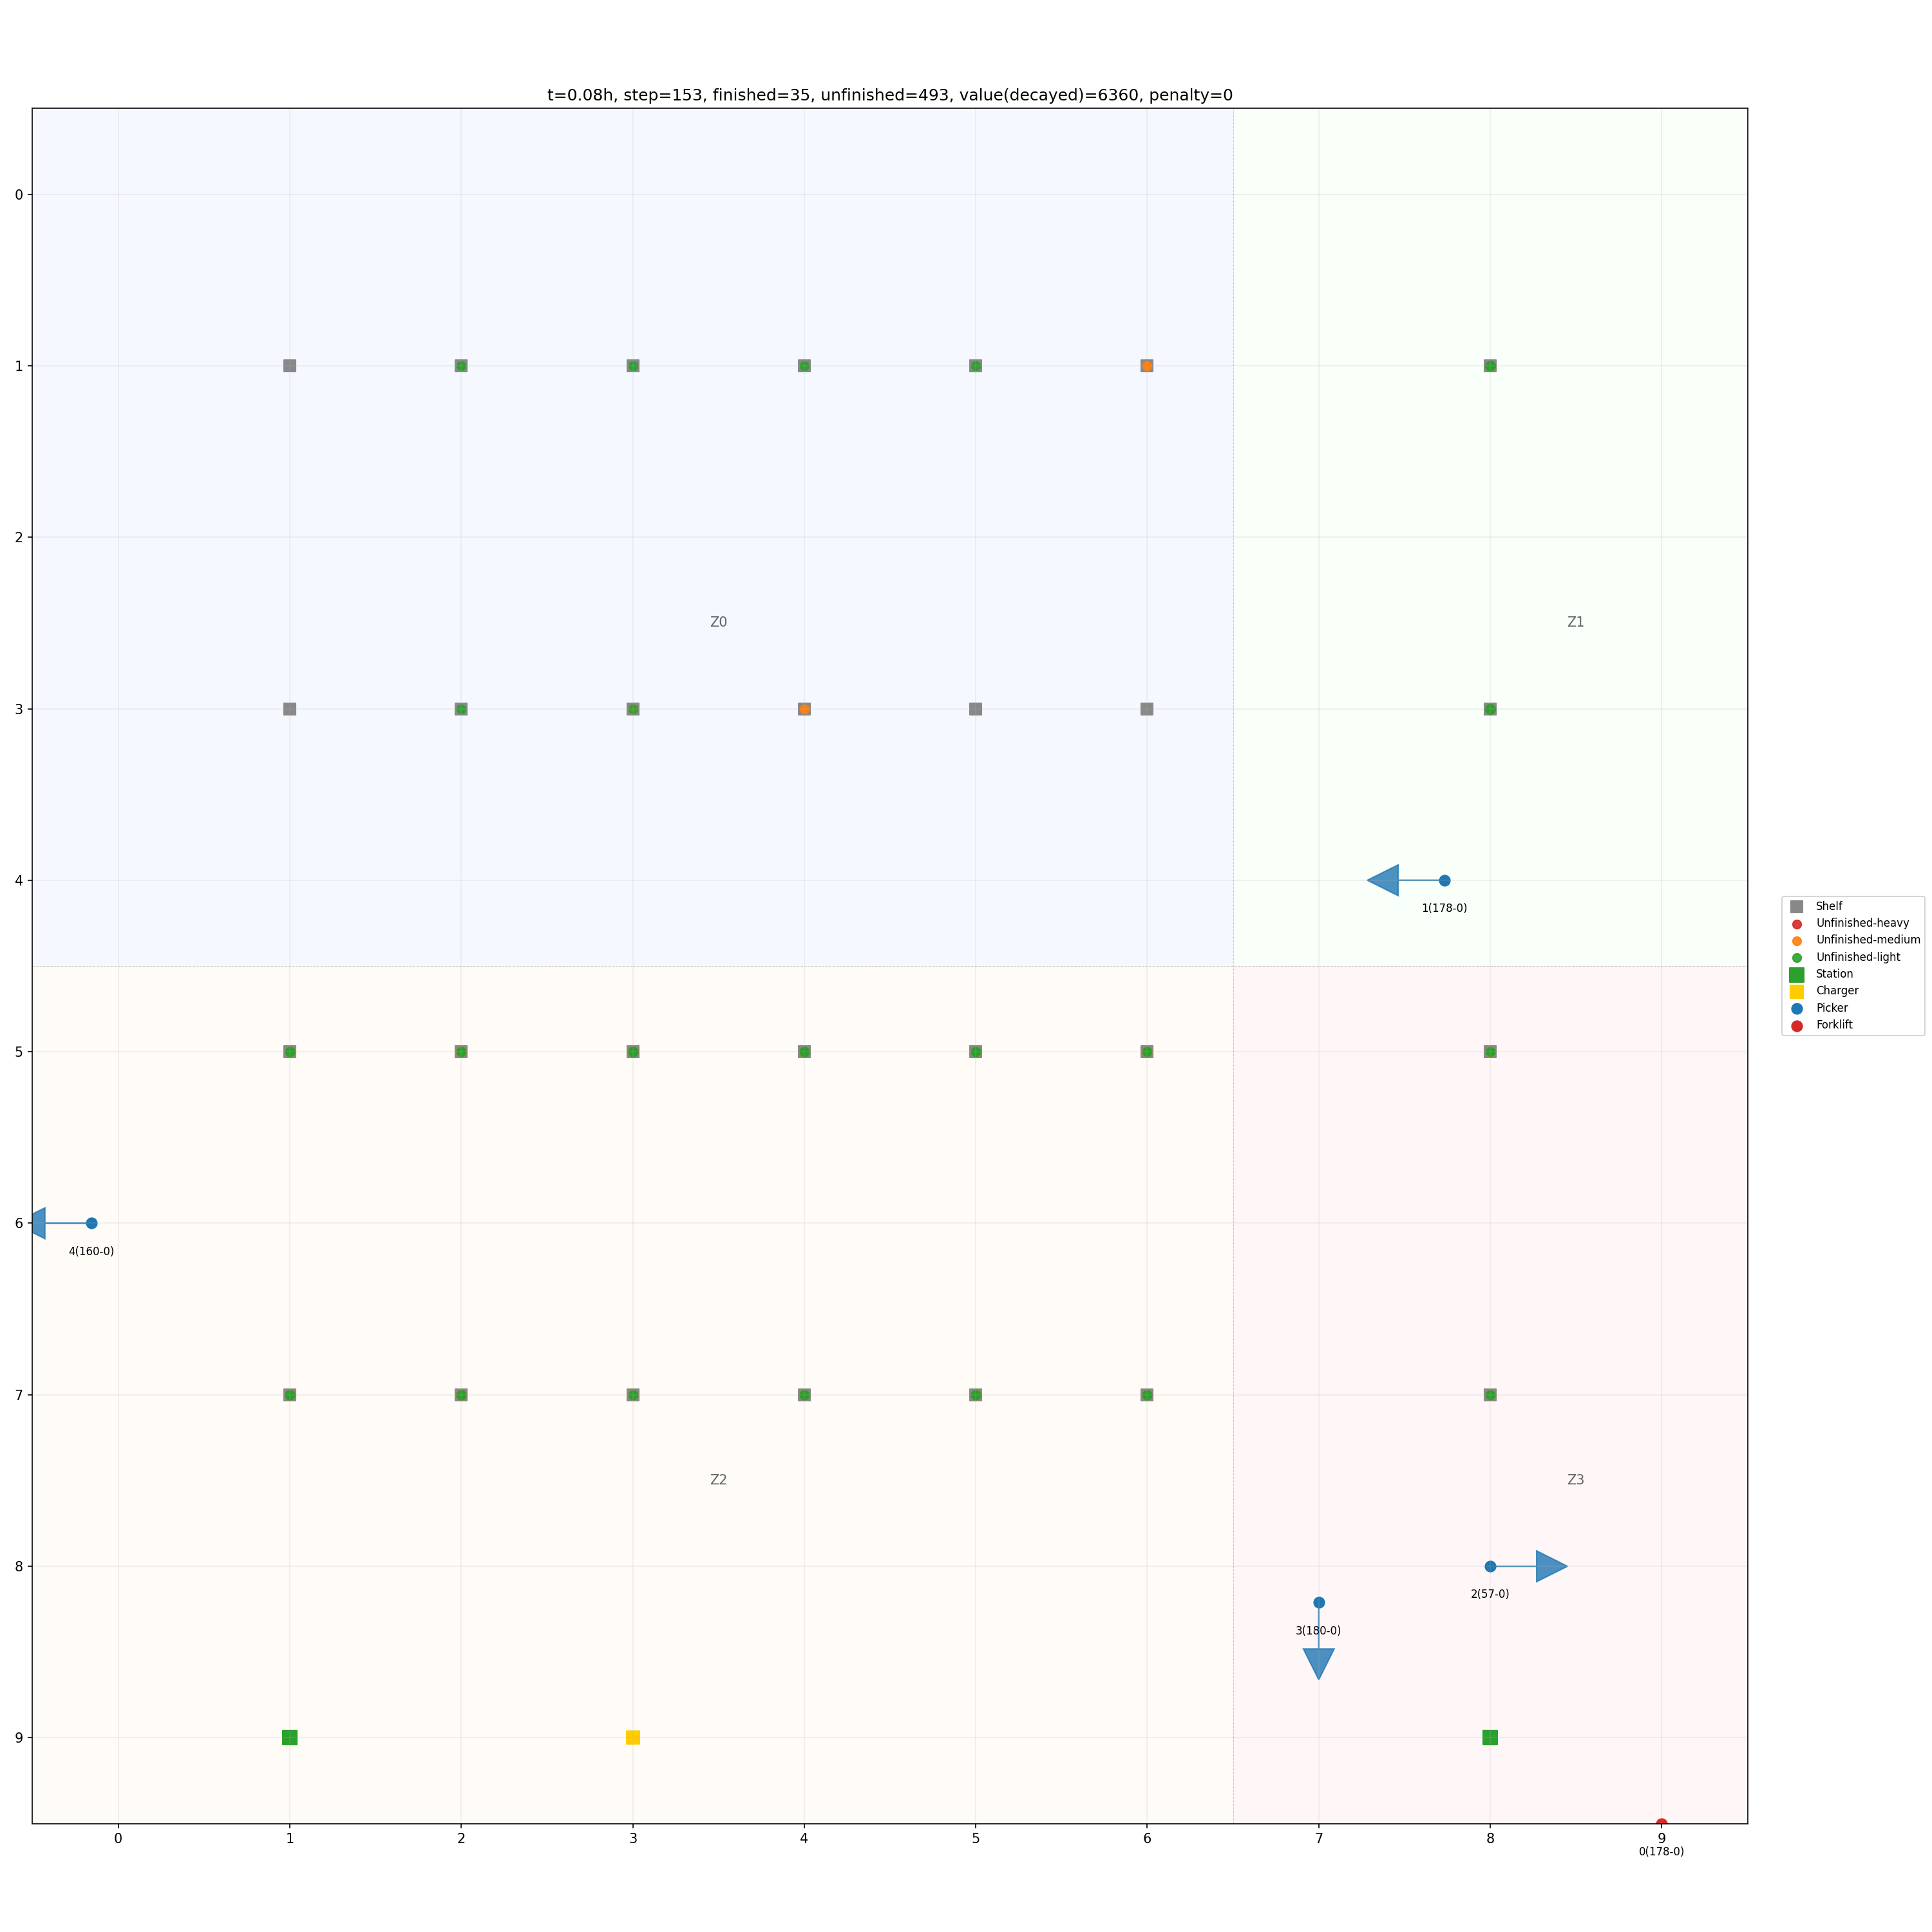 t=0.08h, step=153, finished=35, unfinished=493, value(decayed)=6360, penalty=0
0
1
2
Z0
Z1
3
4
1(178-0)
Shelf
Unfinished-heavy
Unfinished-medium
Unfinished-light
Station
Charger
Picker
Forklift
5
6
4(160-0)
7
Z2
Z3
8
2(57-0)
3(180-0)
9
0 1 2 3 4 5 6 7 8 9
0(178-0)